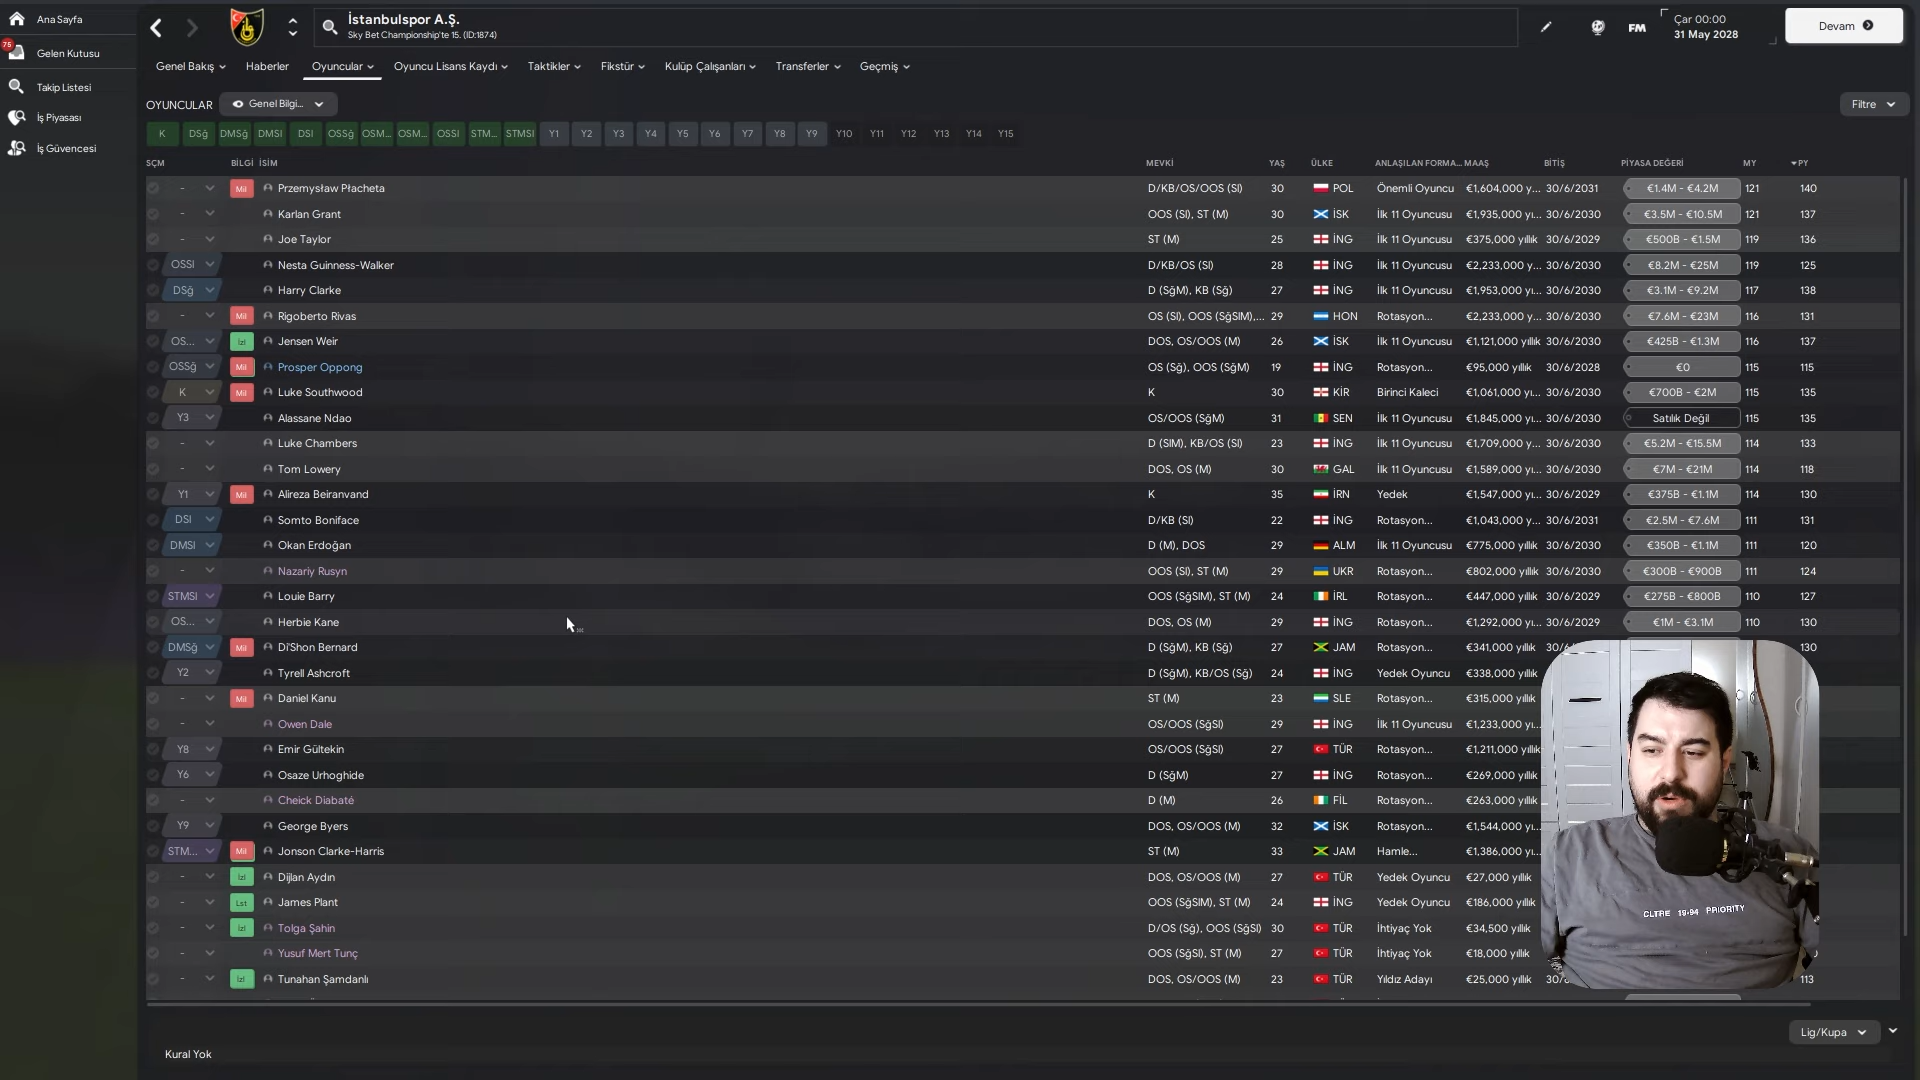 Ana Sayfa
75
Gelen Kutusu
Takip Listesi
İş Piyasası
İş Güvencesi
İstanbulspor A.Ş.
Sky Bet Championship'te 15. (ID:1874)
FM
Çar 00:00
31 May 2028
Devam
Genel Bakış Haberler Oyuncular Oyuncu Lisans Kaydı Taktikler Fikstür Kulüp Çalışanları Transferler Geçmiş
OYUNCULAR Genel Bilgi... Filtre
K DSğ DMSğ DMSI DSI OSSğ OSM... OSM... OSSI STM... STMSI Y1 Y2 Y3 Y4 Y5 Y6 Y7 Y8 Y9 Y10 Y11 Y12 Y13 Y14 Y15
SÇM BİLGİ İSİM MEVKİ YAŞ ÜLKE ANLAŞILAN FORMA... MAAŞ BİTİŞ PİYASA DEĞERİ MY PY
- Mil Przemysław Płacheta D/KB/OS/OOS (Sl) 30 POL Önemli Oyuncu €1,604,000 y... 30/6/2031 €1.4M - €4.2M 121 140
- Karlan Grant OOS (Sl), ST (M) 30 İSK İlk 11 Oyuncusu €1,935,000 yı... 30/6/2030 €3.5M - €10.5M 121 137
- Joe Taylor ST (M) 25 İNG İlk 11 Oyuncusu €375,000 yıllık 30/6/2029 €500B - €1.5M 119 136
OSSI Nesta Guinness-Walker D/KB/OS (Sl) 28 İNG İlk 11 Oyuncusu €2,233,000 y... 30/6/2030 €8.2M - €25M 119 125
DSğ Harry Clarke D (SğM), KB (Sğ) 27 İNG İlk 11 Oyuncusu €1,953,000 yı... 30/6/2030 €3.1M - €9.2M 117 138
- Mil Rigoberto Rivas OS (Sl), OOS (SğSlM),... 29 HON Rotasyon... €2,233,000 y... 30/6/2030 €7.6M - €23M 116 131
OS... İzl Jensen Weir DOS, OS/OOS (M) 26 İSK İlk 11 Oyuncusu €1,121,000 yıllık 30/6/2030 €425B - €1.3M 116 137
OSSğ Mil Prosper Oppong OS (Sğ), OOS (SğM) 19 İNG Rotasyon... €95,000 yıllık 30/6/2028 €0 115 115
K Mil Luke Southwood K 30 KİR Birinci Kaleci €1,061,000 yı... 30/6/2030 €700B - €2M 115 135
Y3 Alassane Ndao OS/OOS (SğM) 31 SEN İlk 11 Oyuncusu €1,845,000 yı... 30/6/2030 Satılık Değil 115 135
- Luke Chambers D (SlM), KB/OS (Sl) 23 İNG İlk 11 Oyuncusu €1,709,000 yı... 30/6/2030 €5.2M - €15.5M 114 133
- Tom Lowery DOS, OS (M) 30 GAL İlk 11 Oyuncusu €1,589,000 yı... 30/6/2030 €7M - €21M 114 118
Y1 Mil Alireza Beiranvand K 35 İRN Yedek €1,547,000 yı... 30/6/2029 €375B - €1.1M 114 130
DSI Somto Boniface D/KB (Sl) 22 İNG Rotasyon... €1,043,000 y... 30/6/2031 €2.5M - €7.6M 111 131
DMSI Okan Erdoğan D (M), DOS 29 ALM İlk 11 Oyuncusu €775,000 yıllık 30/6/2030 €350B - €1.1M 111 120
- Nazariy Rusyn OOS (Sl), ST (M) 29 UKR Rotasyon... €802,000 yıllık 30/6/2030 €300B - €900B 111 124
STMSI Louie Barry OOS (SğSlM), ST (M) 24 İRL Rotasyon... €447,000 yıllık 30/6/2029 €275B - €800B 110 127
OS... Herbie Kane DOS, OS (M) 29 İNG Rotasyon... €1,292,000 yı... 30/6/2029 €1M - €3.1M 110 130
DMSğ Mil Di'Shon Bernard D (SğM), KB (Sğ) 27 JAM Rotasyon... €341,000 yıllık 130
Y2 Tyrell Ashcroft D (SğM), KB/OS (Sğ) 24 İNG Yedek Oyuncu €338,000 yıllık
- Mil Daniel Kanu ST (M) 23 SLE Rotasyon... €315,000 yıllık
- Owen Dale OS/OOS (SğSl) 29 İNG İlk 11 Oyuncusu €1,233,000 yı...
Y8 Emir Gültekin OS/OOS (SğSl) 27 TÜR Rotasyon... €1,211,000 yıllık
Y6 Osaze Urhoghide D (SğM) 27 İNG Rotasyon... €269,000 yıllık
- Cheick Diabaté D (M) 26 FİL Rotasyon... €263,000 yıllık
Y9 George Byers DOS, OS/OOS (M) 32 İSK Rotasyon... €1,544,000 yı...
STM... Mil Jonson Clarke-Harris ST (M) 33 JAM Hamle... €1,386,000 yı...
- İzl Dijlan Aydın DOS, OS/OOS (M) 27 TÜR Yedek Oyuncu €27,000 yıllık
- Lst James Plant OOS (SğSlM), ST (M) 24 İNG Yedek Oyuncu €186,000 yıllık
- İzl Tolga Şahin D/OS (Sğ), OOS (SğSl) 30 TÜR İhtiyaç Yok €34,500 yıllık
- Yusuf Mert Tunç OOS (SğSl), ST (M) 27 TÜR İhtiyaç Yok €18,000 yıllık
- İzl Tunahan Şamdanlı DOS, OS/OOS (M) 23 TÜR Yıldız Adayı €25,000 yıllık 113
CLTRE 19·94 PRIORITY
Lig/Kupa
Kural Yok